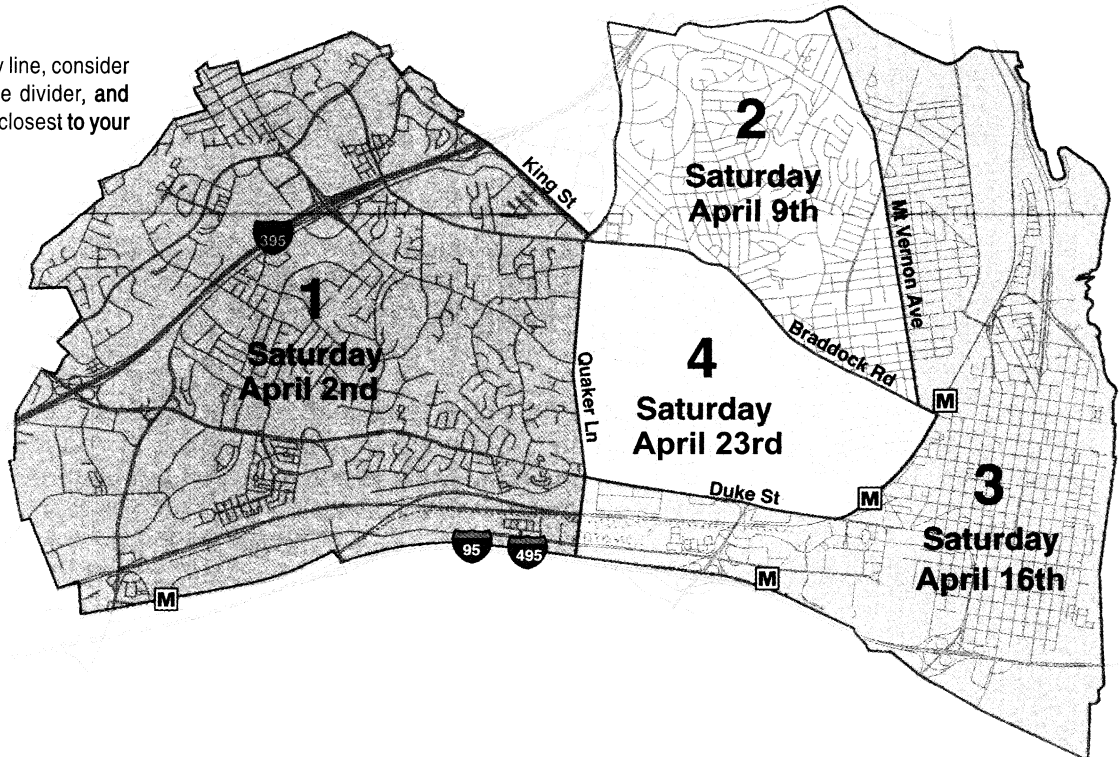 y line, consider
e divider, and
closest to your
King St
395
1
Saturday
April 2nd
2
Saturday
April 9th
Mt Vernon Ave
Braddock Rd
Quaker Ln
4
Saturday
April 23rd
Duke St
M
M
3
Saturday
April 16th
95
495
M
M